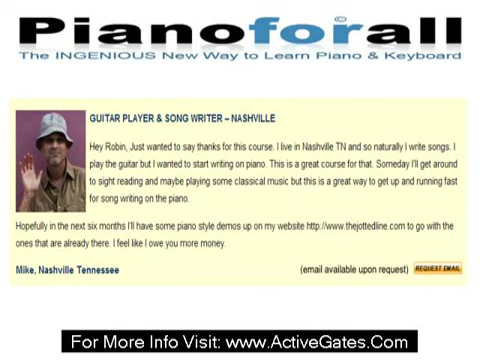 Pianoforall
©
The INGENIOUS New Way to Learn Piano & Keyboard
GUITAR PLAYER & SONG WRITER – NASHVILLE
Hey Robin, Just wanted to say thanks for this course. I live in Nashville TN and so naturally I write songs. I
play the guitar but I wanted to start writing on piano. This is a great course for that. Someday I'll get around
to sight reading and maybe playing some classical music but this is a great way to get up and running fast
for song writing on the piano.
Hopefully in the next six months I'll have some piano style demos up on my website http://www.thejottedline.com to go with the
ones that are already there. I feel like I owe you more money.
Mike, Nashville Tennessee
(email available upon request) REQUEST EMAIL
For More Info Visit: www.ActiveGates.Com